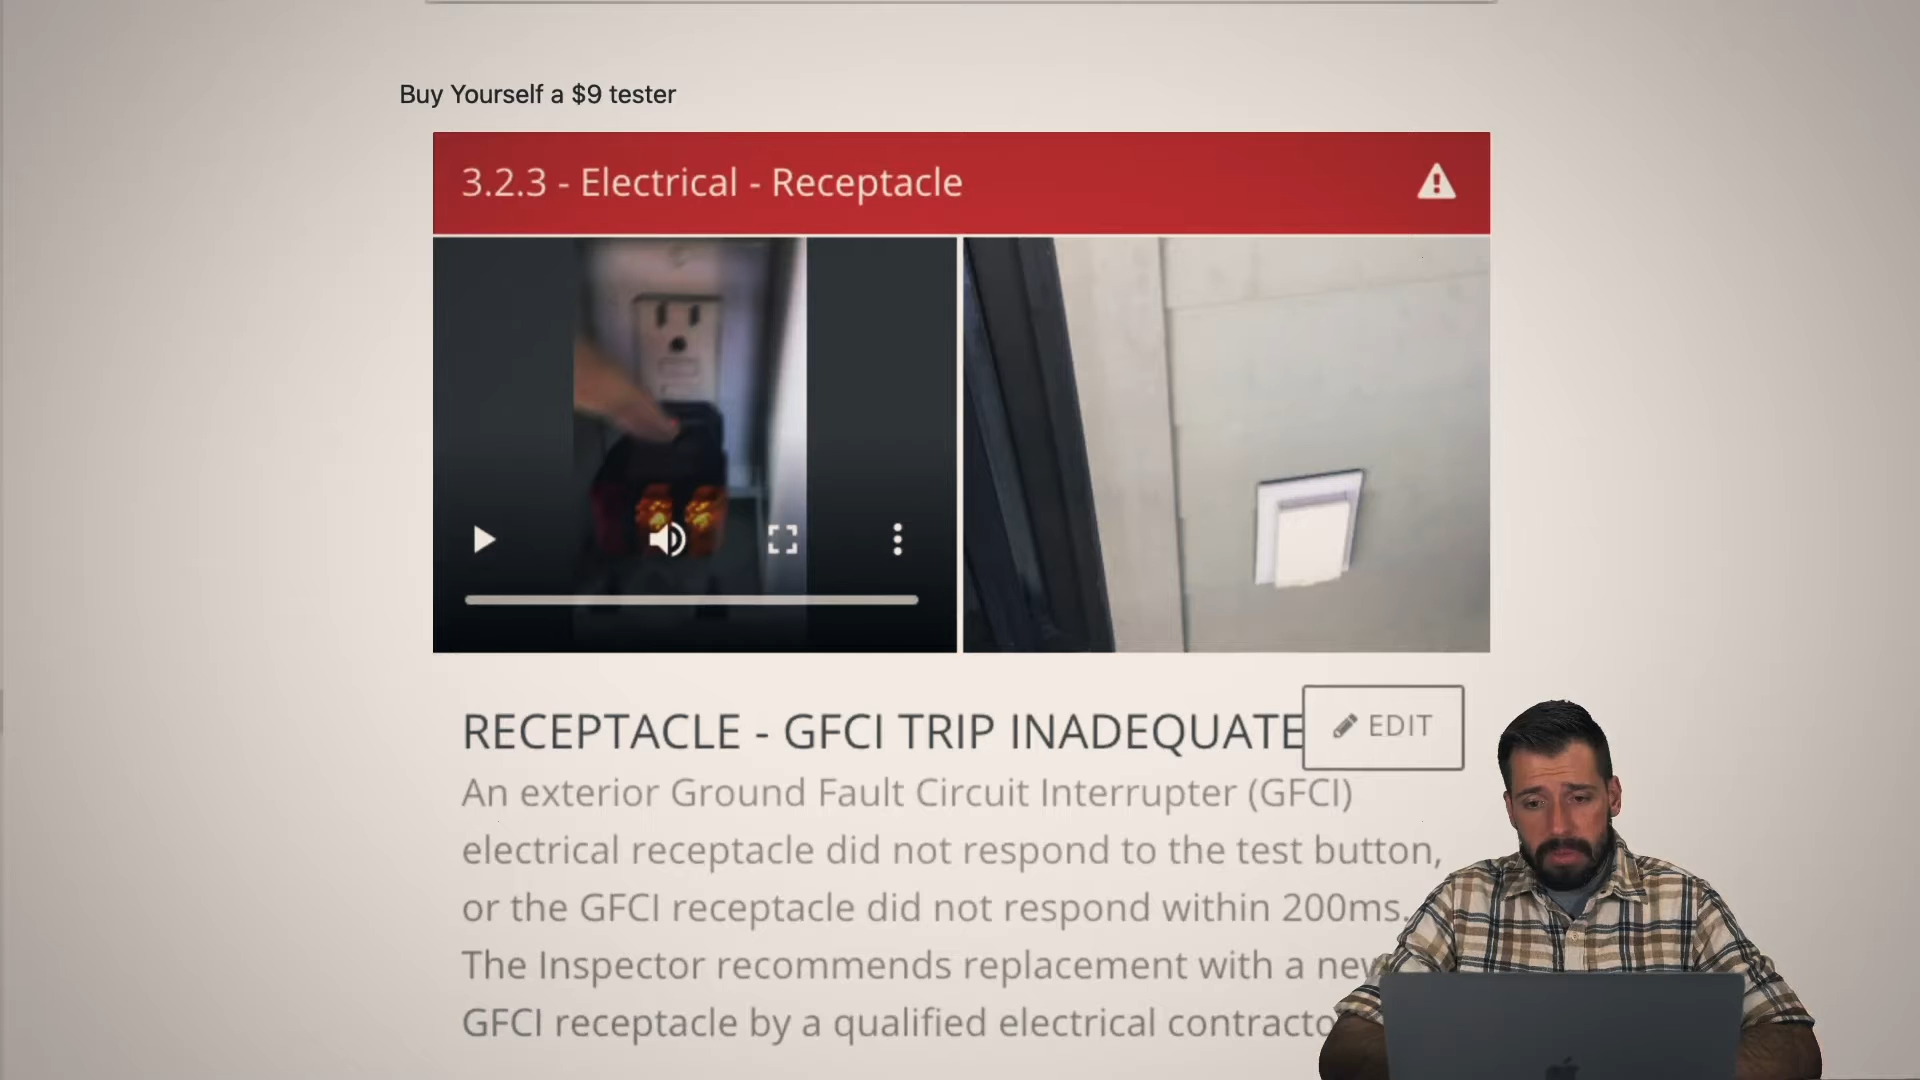 Buy Yourself a $9 tester
3.2.3 - Electrical - Receptacle
RECEPTACLE - GFCI TRIP INADEQUATE
EDIT
An exterior Ground Fault Circuit Interrupter (GFCI)
electrical receptacle did not respond to the test button,
or the GFCI receptacle did not respond within 200ms.
The Inspector recommends replacement with a new
GFCI receptacle by a qualified electrical contractor